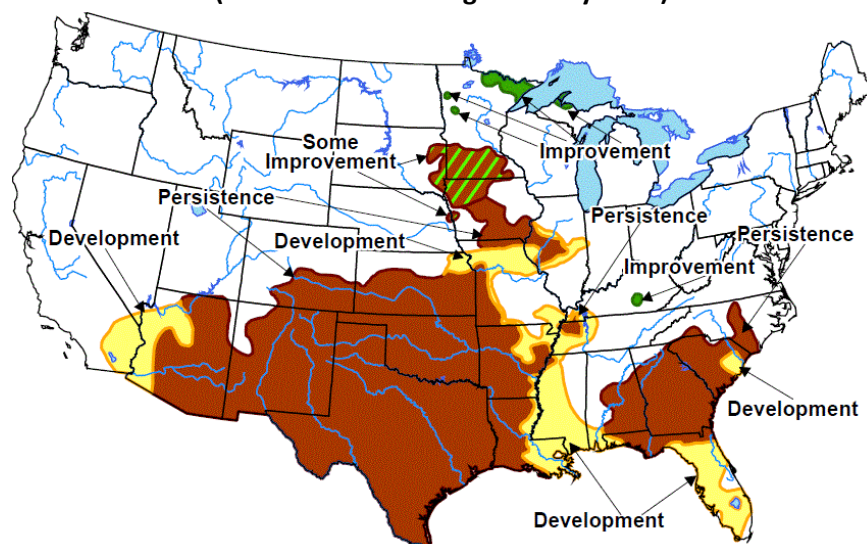 Some
Improvement
Improvement
Persistence
Persistence
Development
Development
Persistence
Improvement
Development
Development